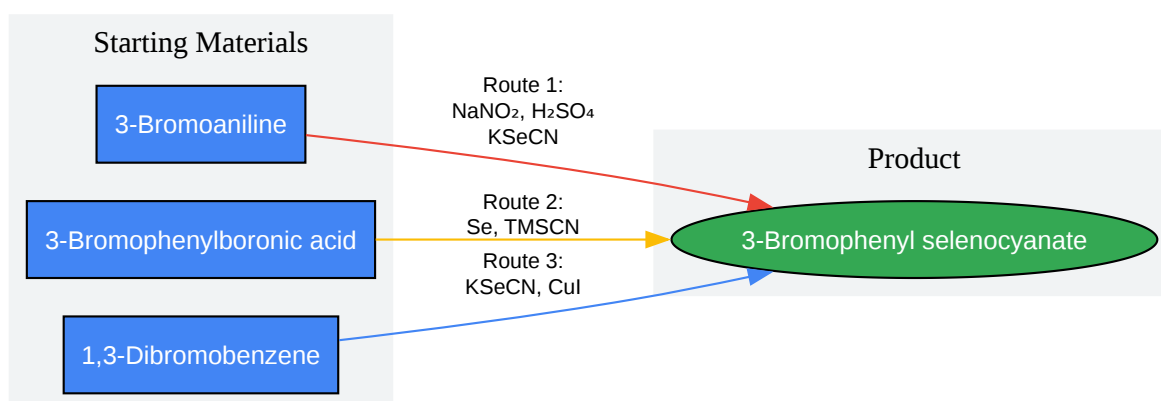 Starting Materials
3-Bromoaniline
3-Bromophenylboronic acid
1,3-Dibromobenzene
Route 1:
NaNO₂, H₂SO₄
KSeCN
Route 2:
Se, TMSCN
Route 3:
KSeCN, CuI
Product
3-Bromophenyl selenocyanate